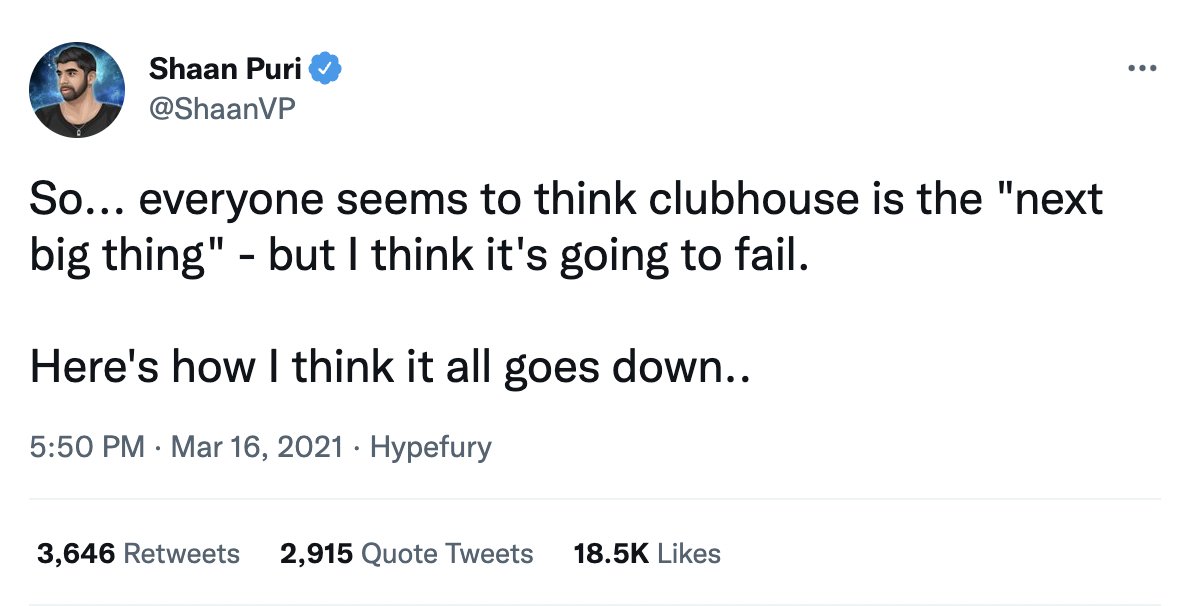 Shaan Puri
@ShaanVP
So... everyone seems to think clubhouse is the "next
big thing" - but I think it's going to fail.
Here's how I think it all goes down..
5:50 PM · Mar 16, 2021 · Hypefury
3,646 Retweets 2,915 Quote Tweets 18.5K Likes